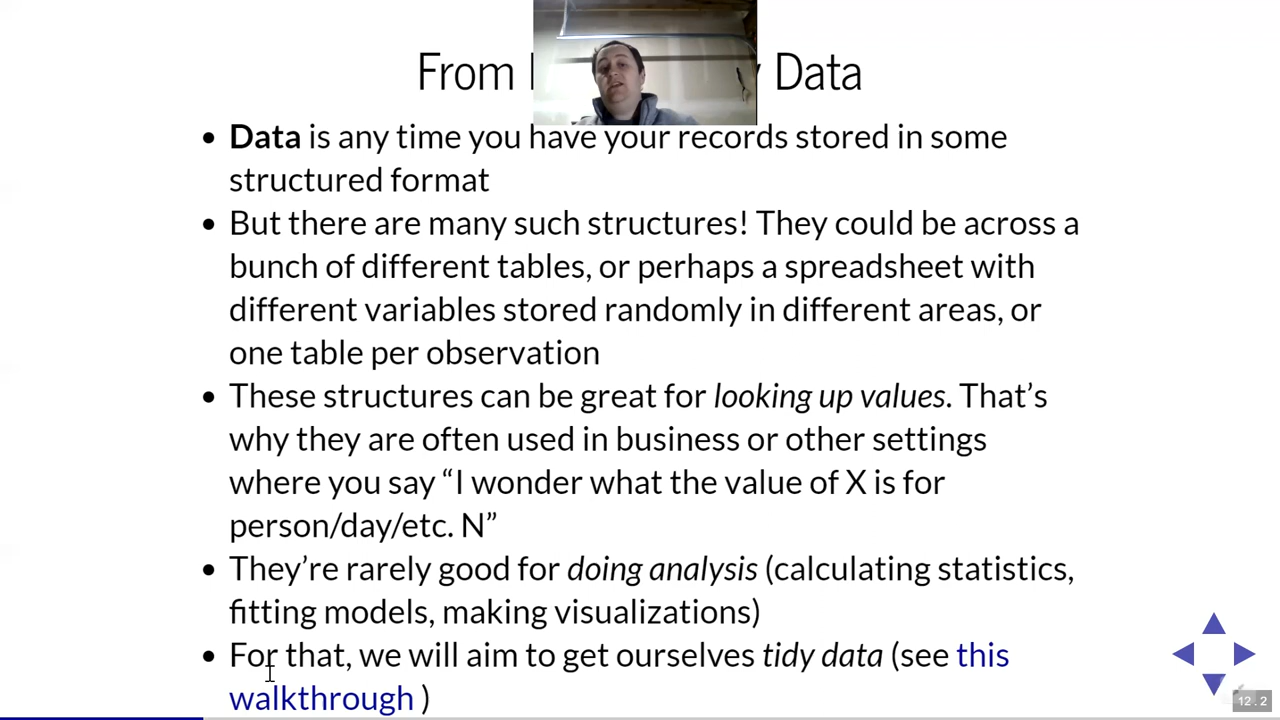 From Data
Data is any time you have your records stored in some
structured format
But there are many such structures! They could be across a
bunch of different tables, or perhaps a spreadsheet with
different variables stored randomly in different areas, or
one table per observation
These structures can be great for looking up values. That’s
why they are often used in business or other settings
where you say “I wonder what the value of X is for
person/day/etc. N”
They’re rarely good for doing analysis (calculating statistics,
fitting models, making visualizations)
For that, we will aim to get ourselves tidy data (see this
walkthrough )
12.2